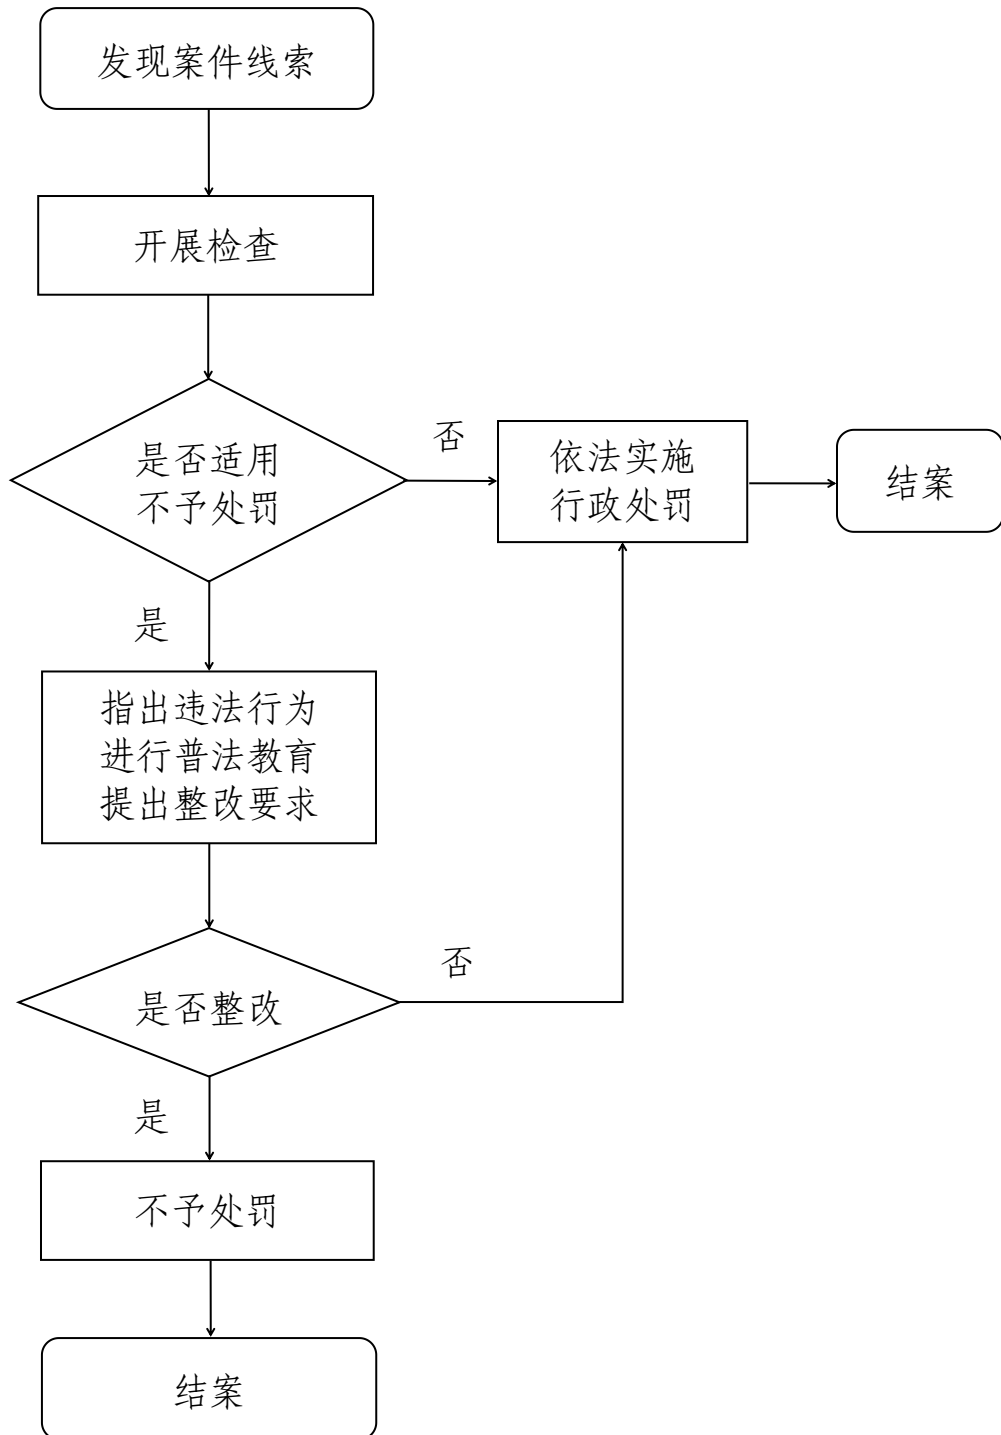 发现案件线索
开展检查
是否适用
不予处罚
否
依法实施
行政处罚
结案
是
指出违法行为
进行普法教育
提出整改要求
是否整改
否
是
不予处罚
结案